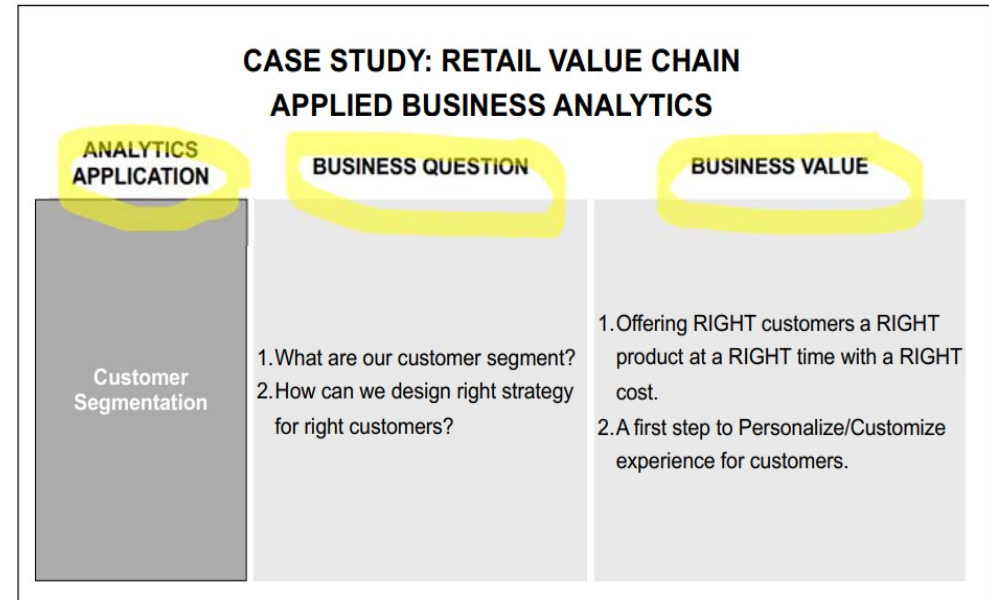 CASE STUDY: RETAIL VALUE CHAIN
APPLIED BUSINESS ANALYTICS
ANALYTICS
APPLICATION
BUSINESS QUESTION
BUSINESS VALUE
Customer
Segmentation
1.What are our customer segment?
2.How can we design right strategy
for right customers?
1.Offering RIGHT customers a RIGHT
product at a RIGHT time with a RIGHT
cost.
2.A first step to Personalize/Customize
experience for customers.